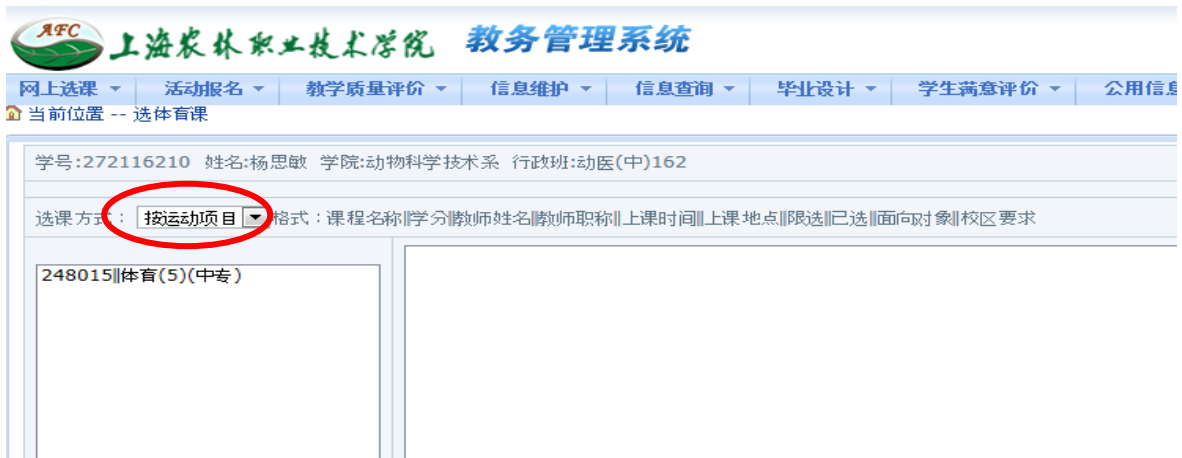 AFC 上海农林职业技术学院 教务管理系统
网上选课 活动报名 教学质量评价 信息维护 信息查询 毕业设计 学生满意评价 公用信息
当前位置 -- 选体育课
学号:272116210 姓名:杨思敏 学院:动物科学技术系 行政班:动医(中)162
选课方式： 按运动项目 格式：课程名称||学分||教师姓名||教师职称||上课时间||上课地点||限选||已选||面向对象||校区要求
248015||体育(5)(中专)